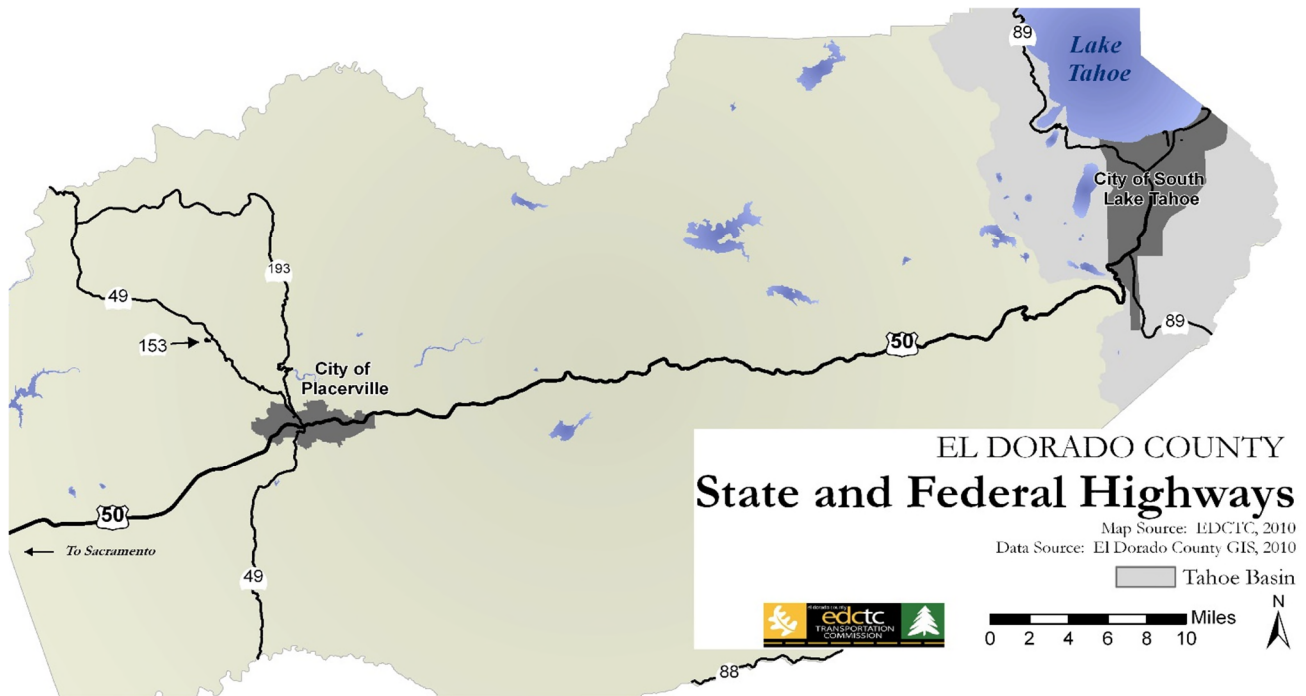 89
Lake
Tahoe
City of South
Lake Tahoe
193
49
153
City of
Placerville
50
89
50
To Sacramento
49
88
EL DORADO COUNTY
State and Federal Highways
Map Source: EDCTC, 2010
Data Source: El Dorado County GIS, 2010
Tahoe Basin
edctc
TRANSPORTATION
COMMISSION
N
Miles
0 2 4 6 8 10